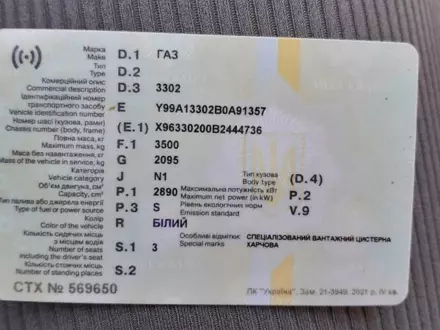 Марка
Make D.1 ГАЗ
Тип
Type D.2
Комерційний опис
Commercial description D.3 3302
Ідентифікаційний номер
транспортного засобу
Vehicle identification number E Y99A13302B0A91357
Номер шасі (кузова, рами)
Chassis number (body, frame) (E.1) X96330200B2444736
Повна маса, кг
Maximum mass, kg F.1 3500
Маса без навантаження, кг
Mass of the vehicle in service, kg G 2095
Категорія
Vehicle category J N1 Тип кузова
Body type (D.4)
Об'єм двигуна, см³
Capacity, cm³ P.1 2890 Максимальна потужність кВт
Maximum net power (in kW) P.2
Тип палива або джерела енергії
Type of fuel or power source P.3 S Рівень екологічних норм
Emission standard V.9
Колір
Color R БІЛИЙ
Кількість сидячих місць
з місцем водія
Number of seats
including the driver's seat S.1 3 Особливі відмітки:
Special marks СПЕЦІАЛІЗОВАНИЙ ВАНТАЖНИЙ ЦИСТЕРНА
ХАРЧОВА
Кількість стоячих місць
Number of standing places S.2
СТХ № 569650 ПК "Україна", Зам. 21-3949. 2021 р. IV кв.